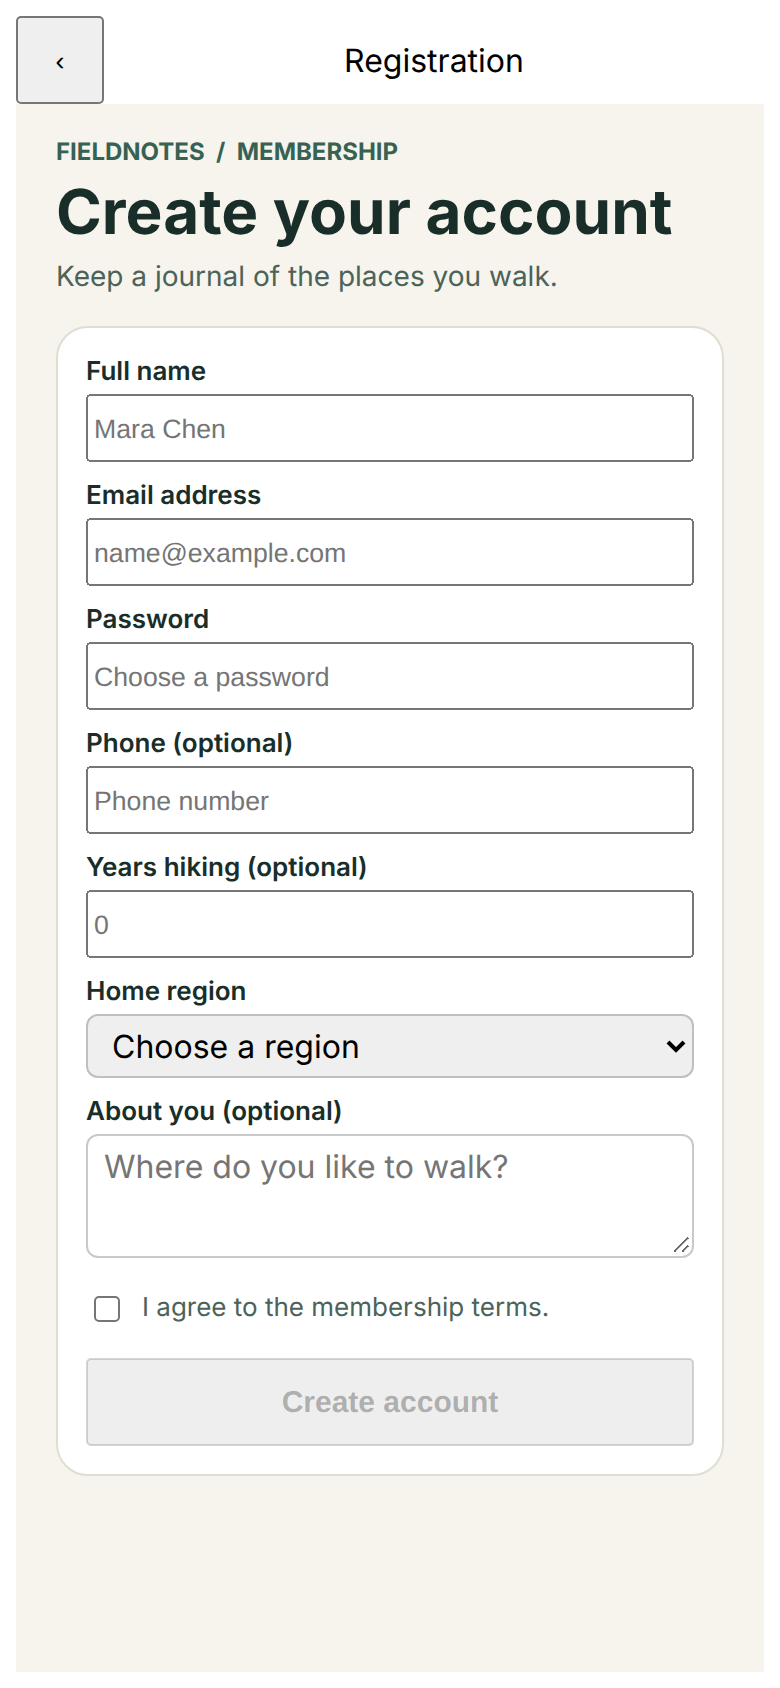 ‹ Registration
FIELDNOTES / MEMBERSHIP
Create your account
Keep a journal of the places you walk.
Full name
Mara Chen
Email address
name@example.com
Password
Choose a password
Phone (optional)
Phone number
Years hiking (optional)
0
Home region
Choose a region
About you (optional)
Where do you like to walk?
I agree to the membership terms.
Create account